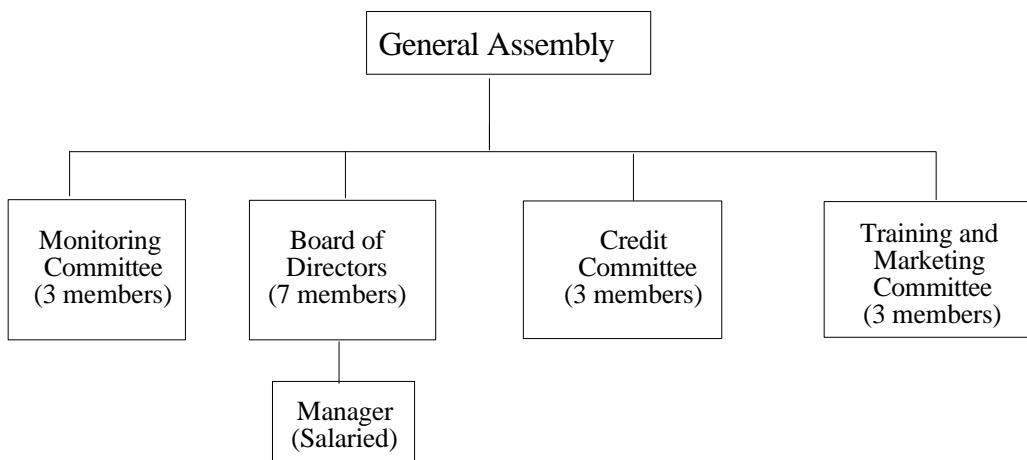 General Assembly
Monitoring
Committee
(3 members)
Board of
Directors
(7 members)
Credit
Committee
(3 members)
Training and
Marketing
Committee
(3 members)
Manager
(Salaried)